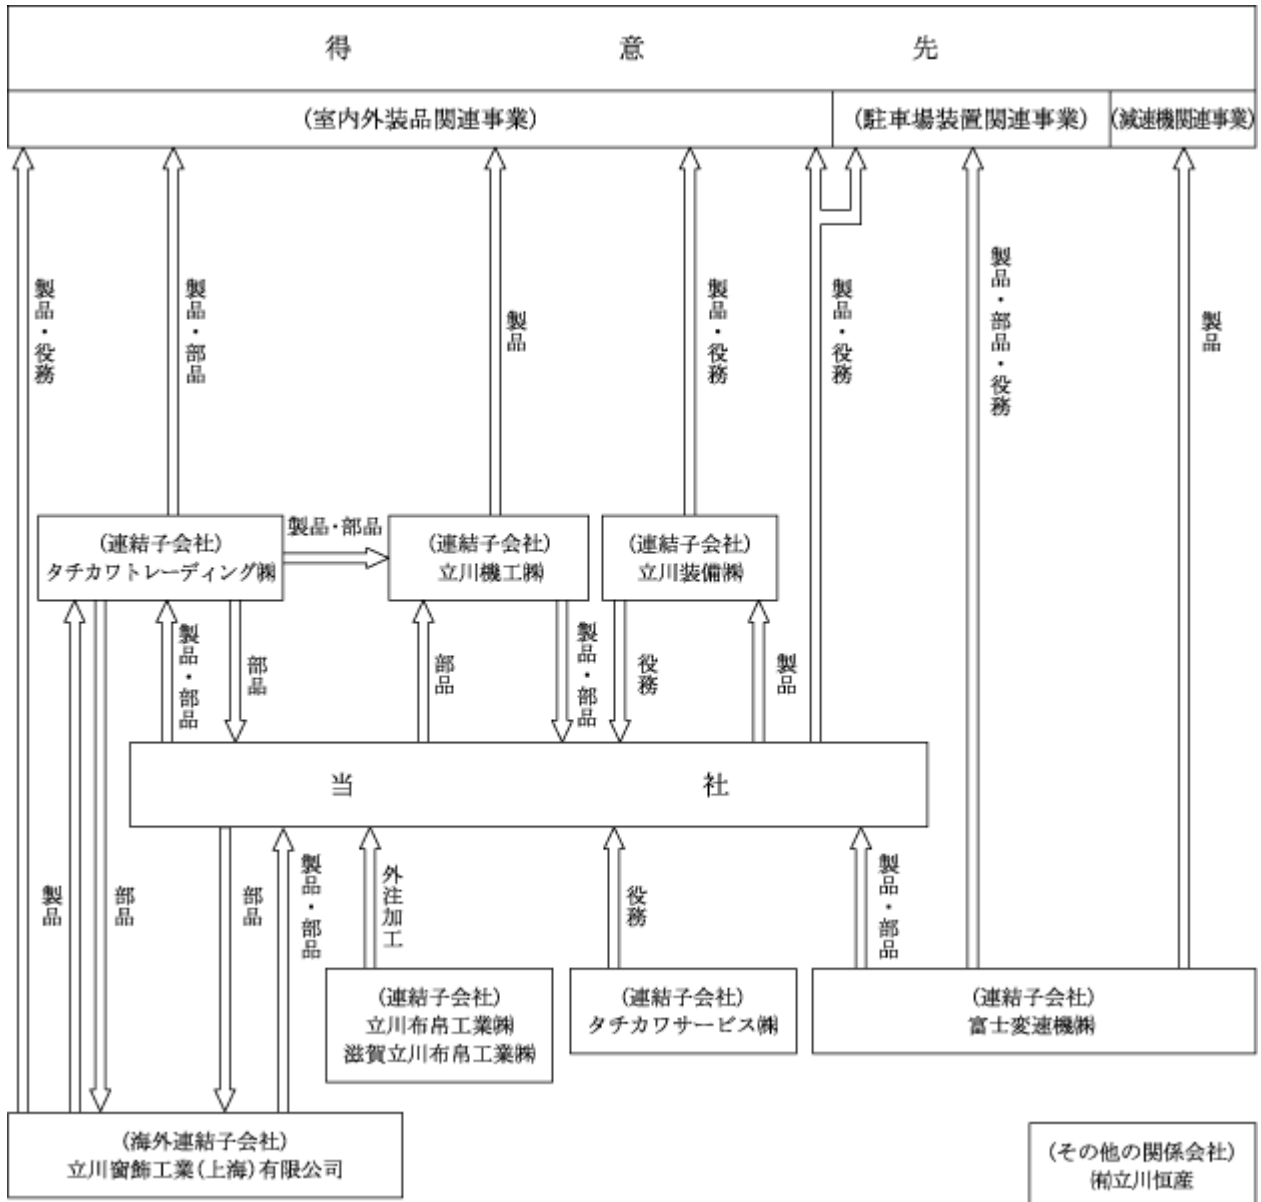 得意先
(室内外装品関連事業)
(駐車場装置関連事業)
(減速機関連事業)
製品・役務
製品・部品
製品
製品・役務
製品・役務
製品・部品・役務
製品
(連結子会社)
タチカワトレーディング㈱
製品・部品
(連結子会社)
立川機工㈱
(連結子会社)
立川装備㈱
製品・部品
部品
部品
製品・部品
役務
製品
当社
製品
部品
部品
製品・部品
外注加工
役務
製品・部品
(連結子会社)
立川布帛工業㈱
滋賀立川布帛工業㈱
(連結子会社)
タチカワサービス㈱
(連結子会社)
富士変速機㈱
(海外連結子会社)
立川窗飾工業(上海)有限公司
(その他の関係会社)
㈲立川恒産